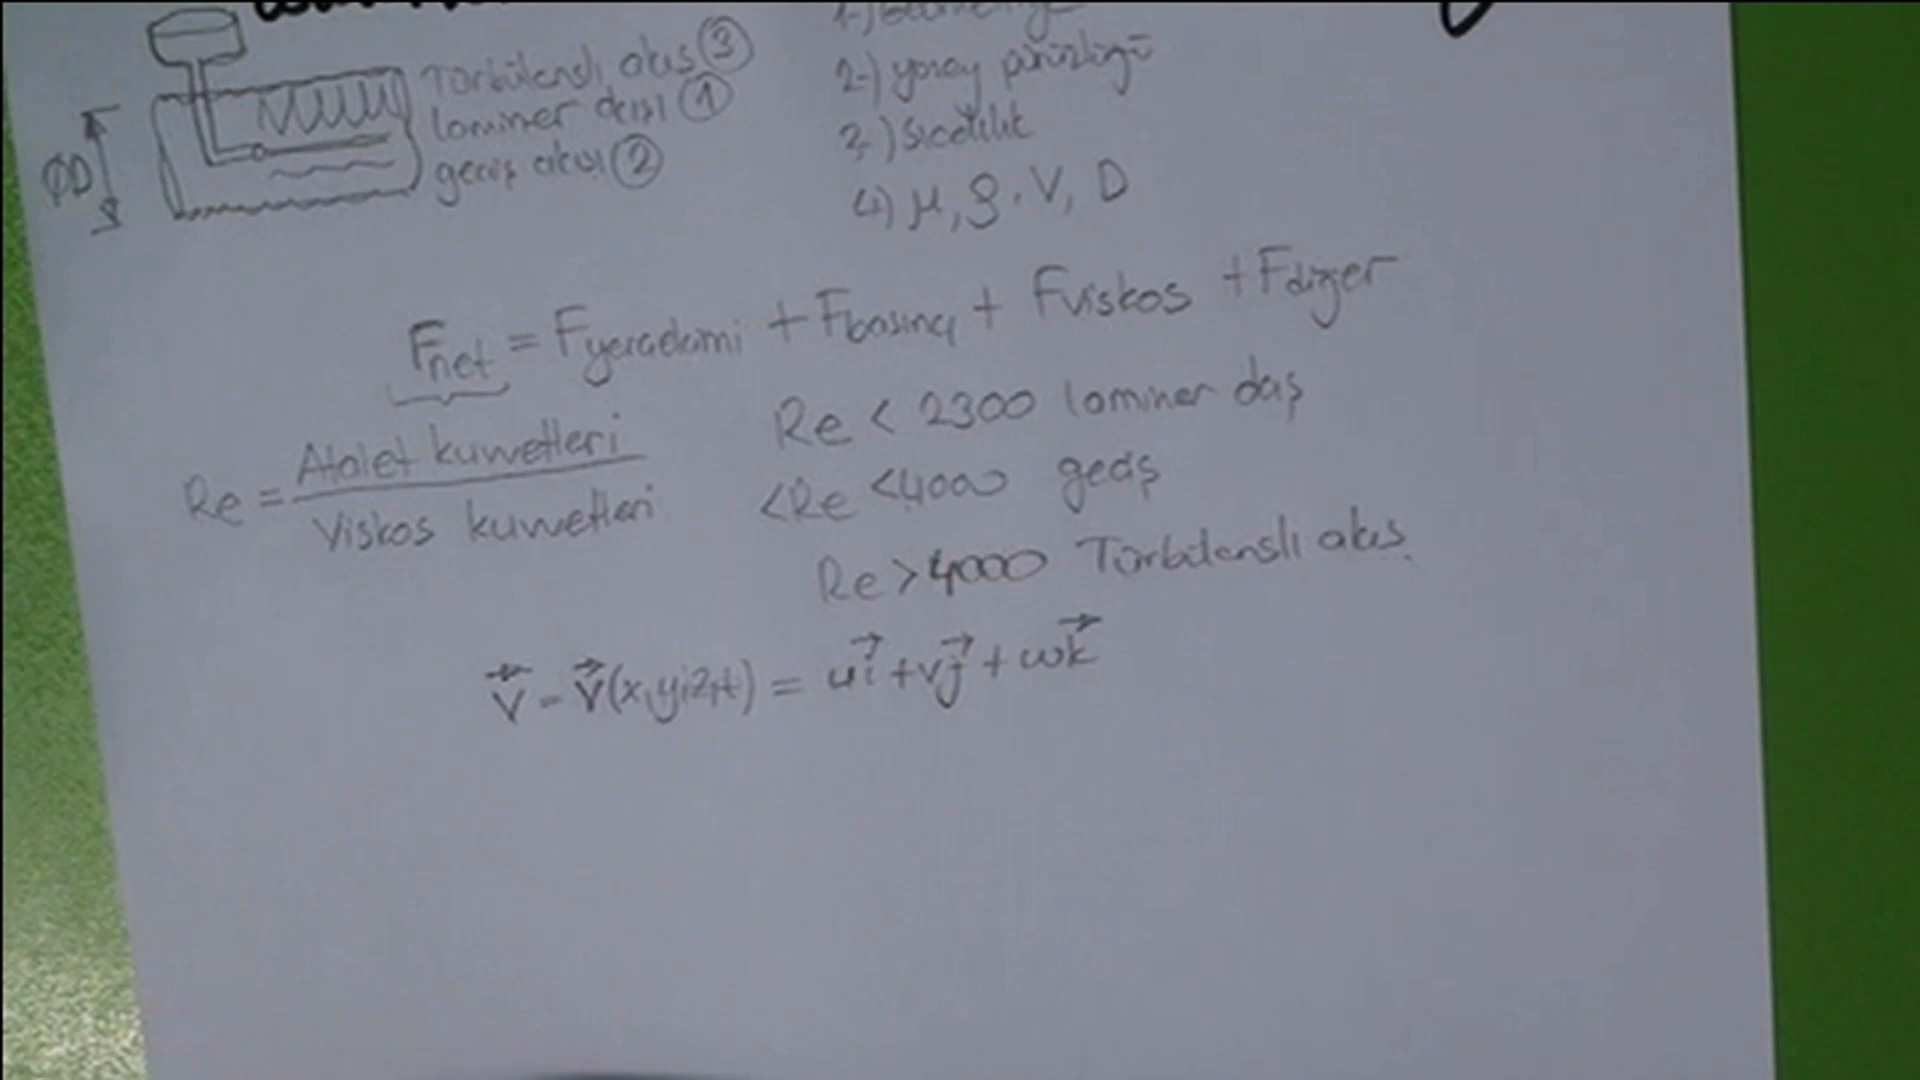 Türbülanslı akış ③
laminer akışı ①
geçiş akışı ②
ØD
2-) yüzey pürüzlüğü
3-) Sıcaklık
4-) μ, ρ, V, D
Fnet = Fyerçekimi + Fbasınç + Fviskos + Fdiğer
Re = Atalet kuvvetleri
Viskos kuvvetleri
Re < 2300 laminer akış
<Re <4000 geçiş
Re > 4000 Türbülanslı akış.
V⃗ = V⃗(x,y,z,t) = ui⃗ + vj⃗ + wk⃗